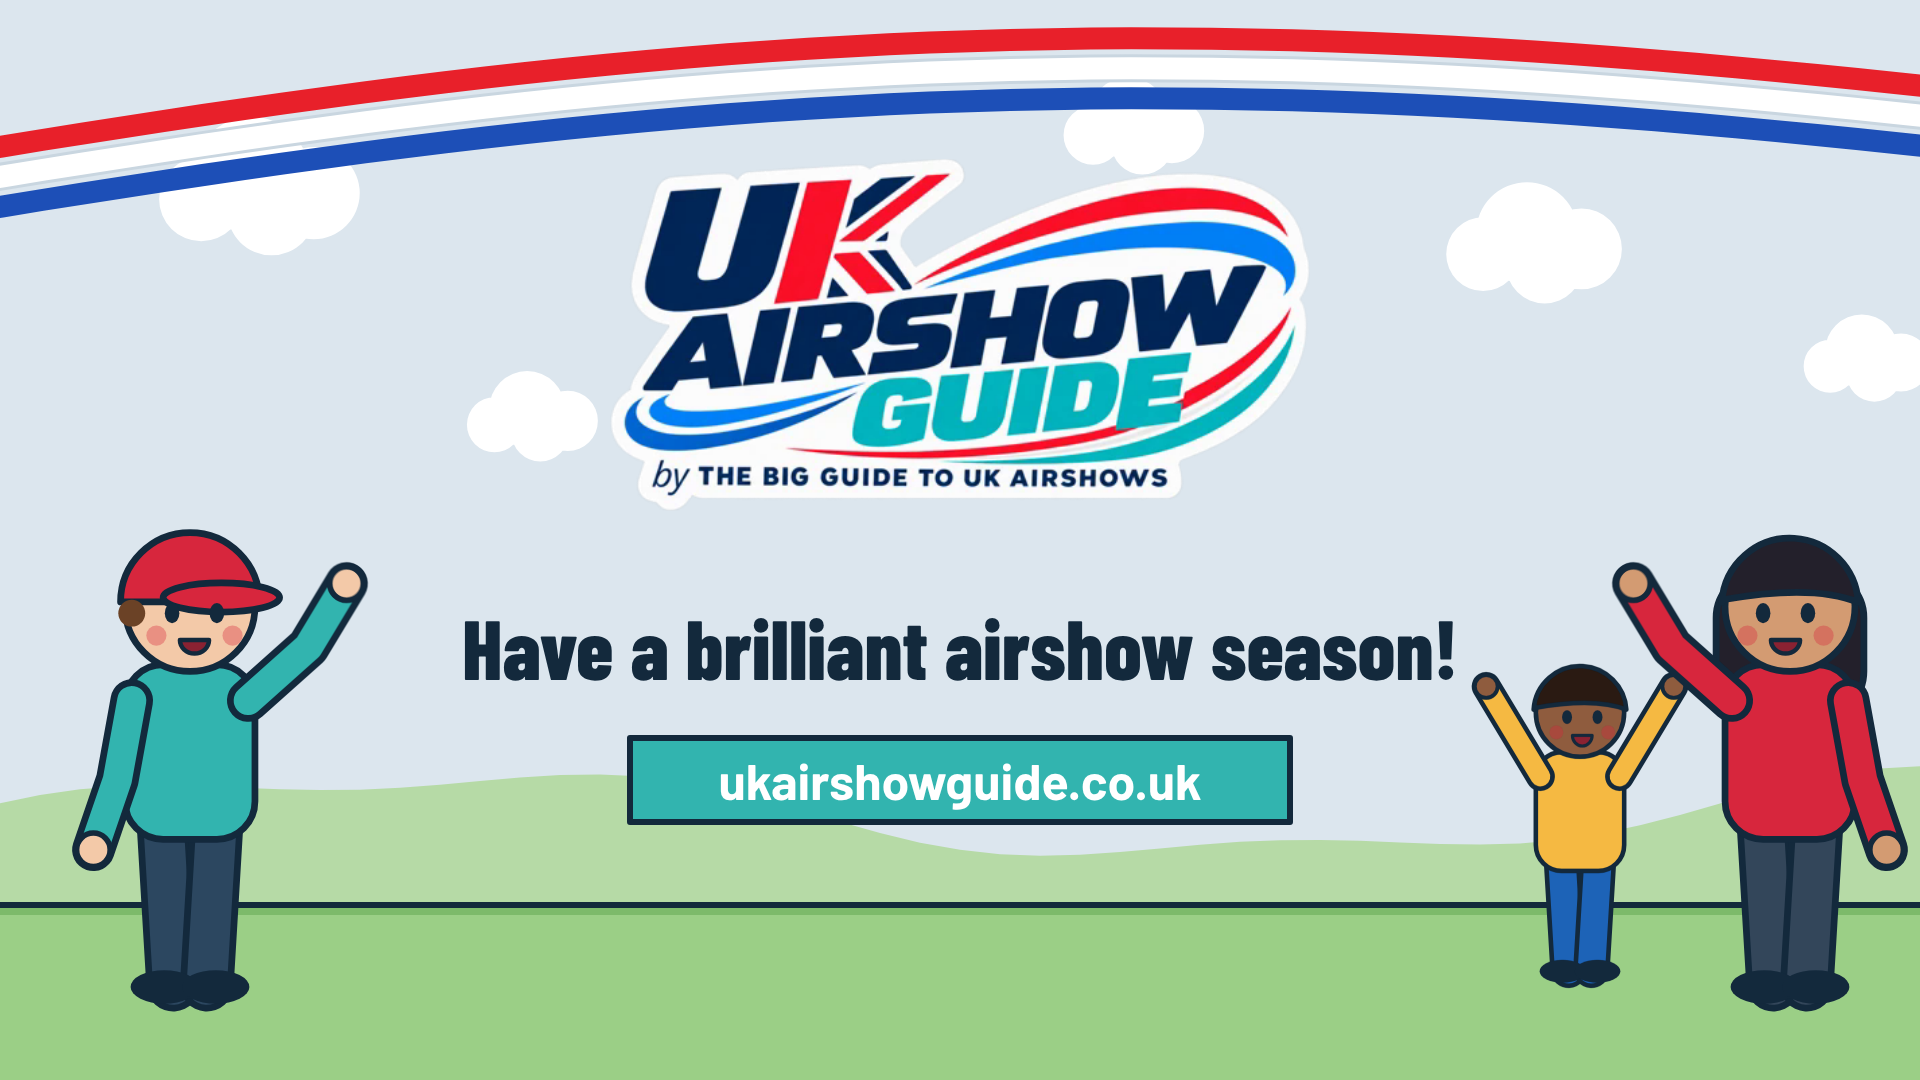 UK
AIRSHOW
GUIDE
by THE BIG GUIDE TO UK AIRSHOWS
Have a brilliant airshow season!
ukairshowguide.co.uk